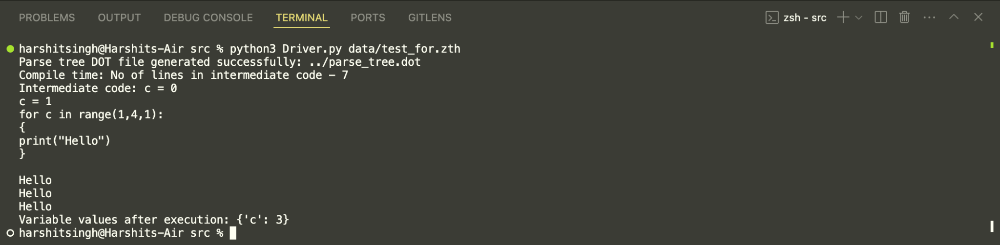 PROBLEMS OUTPUT DEBUG CONSOLE TERMINAL PORTS GITLENS zsh - src
harshitsingh@Harshits-Air src % python3 Driver.py data/test_for.zth
Parse tree DOT file generated successfully: ../parse_tree.dot
Compile time: No of lines in intermediate code - 7
Intermediate code: c = 0
c = 1
for c in range(1,4,1):
{
print("Hello")
}
Hello
Hello
Hello
Variable values after execution: {'c': 3}
harshitsingh@Harshits-Air src %